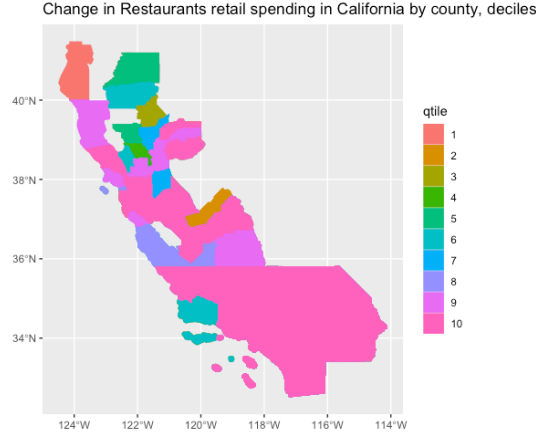 Change in Restaurants retail spending in California by county, deciles
40°N
38°N
36°N
34°N
124°W 122°W 120°W 118°W 116°W 114°W
qtile
1
2
3
4
5
6
7
8
9
10